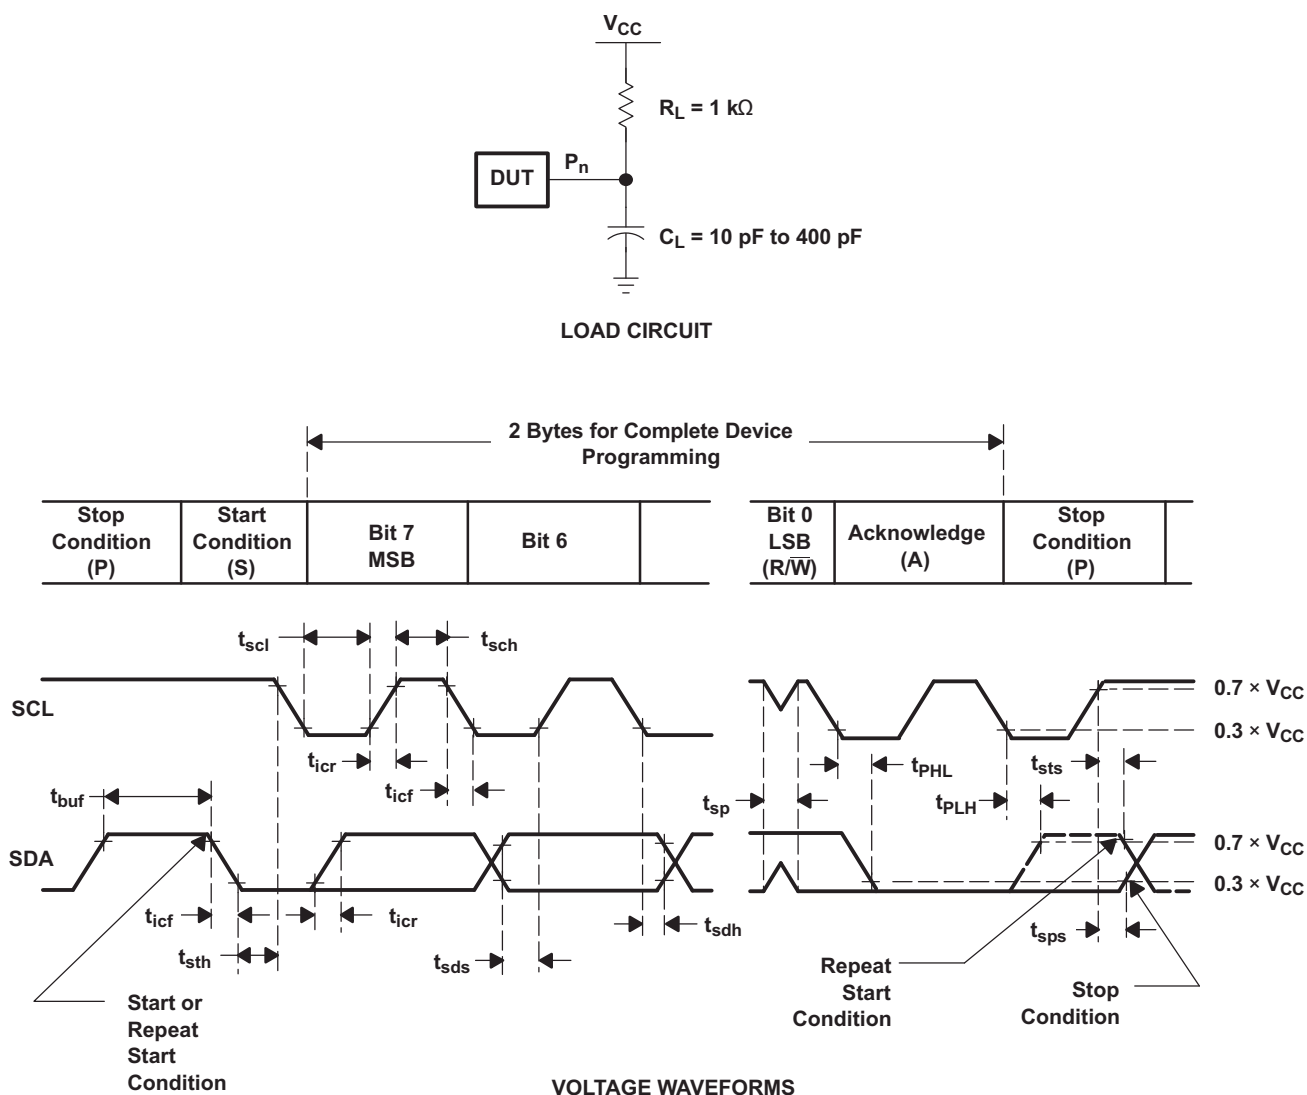 VCC
RL = 1 kΩ
DUT
Pn
CL = 10 pF to 400 pF
LOAD CIRCUIT
2 Bytes for Complete Device
Programming
Stop
Condition
(P)
Start
Condition
(S)
Bit 7
MSB
Bit 6
Bit 0
LSB
(R/W̅)
Acknowledge
(A)
Stop
Condition
(P)
tscl
tsch
SCL
0.7 × VCC
0.3 × VCC
ticr
ticf
tPHL
tsts
tbuf
tsp
tPLH
SDA
0.7 × VCC
0.3 × VCC
ticf
ticr
tsdh
tsps
tsth
tsds
Repeat
Start
Condition
Stop
Condition
Start or
Repeat
Start
Condition
VOLTAGE WAVEFORMS